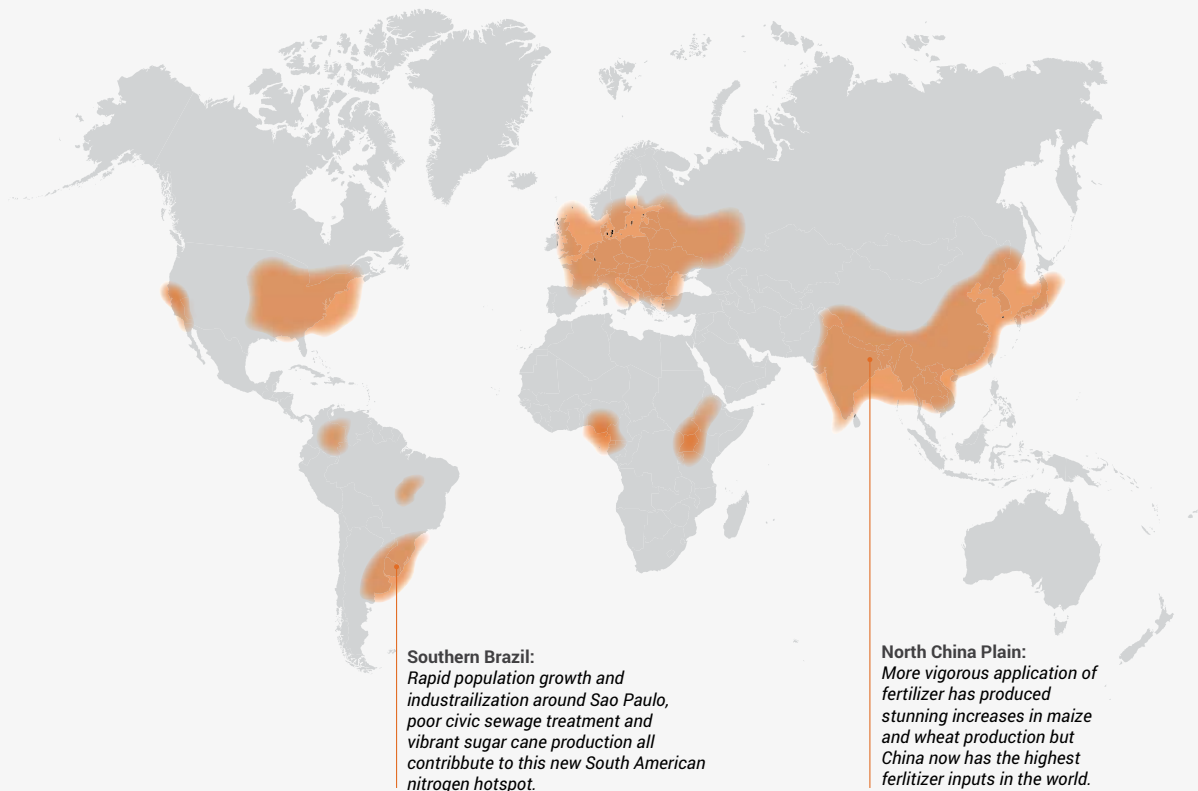 Southern Brazil:
Rapid population growth and
industrailization around Sao Paulo,
poor civic sewage treatment and
vibrant sugar cane production all
contribbute to this new South American
nitrogen hotspot.
North China Plain:
More vigorous application of
fertilizer has produced
stunning increases in maize
and wheat production but
China now has the highest
ferlitizer inputs in the world.